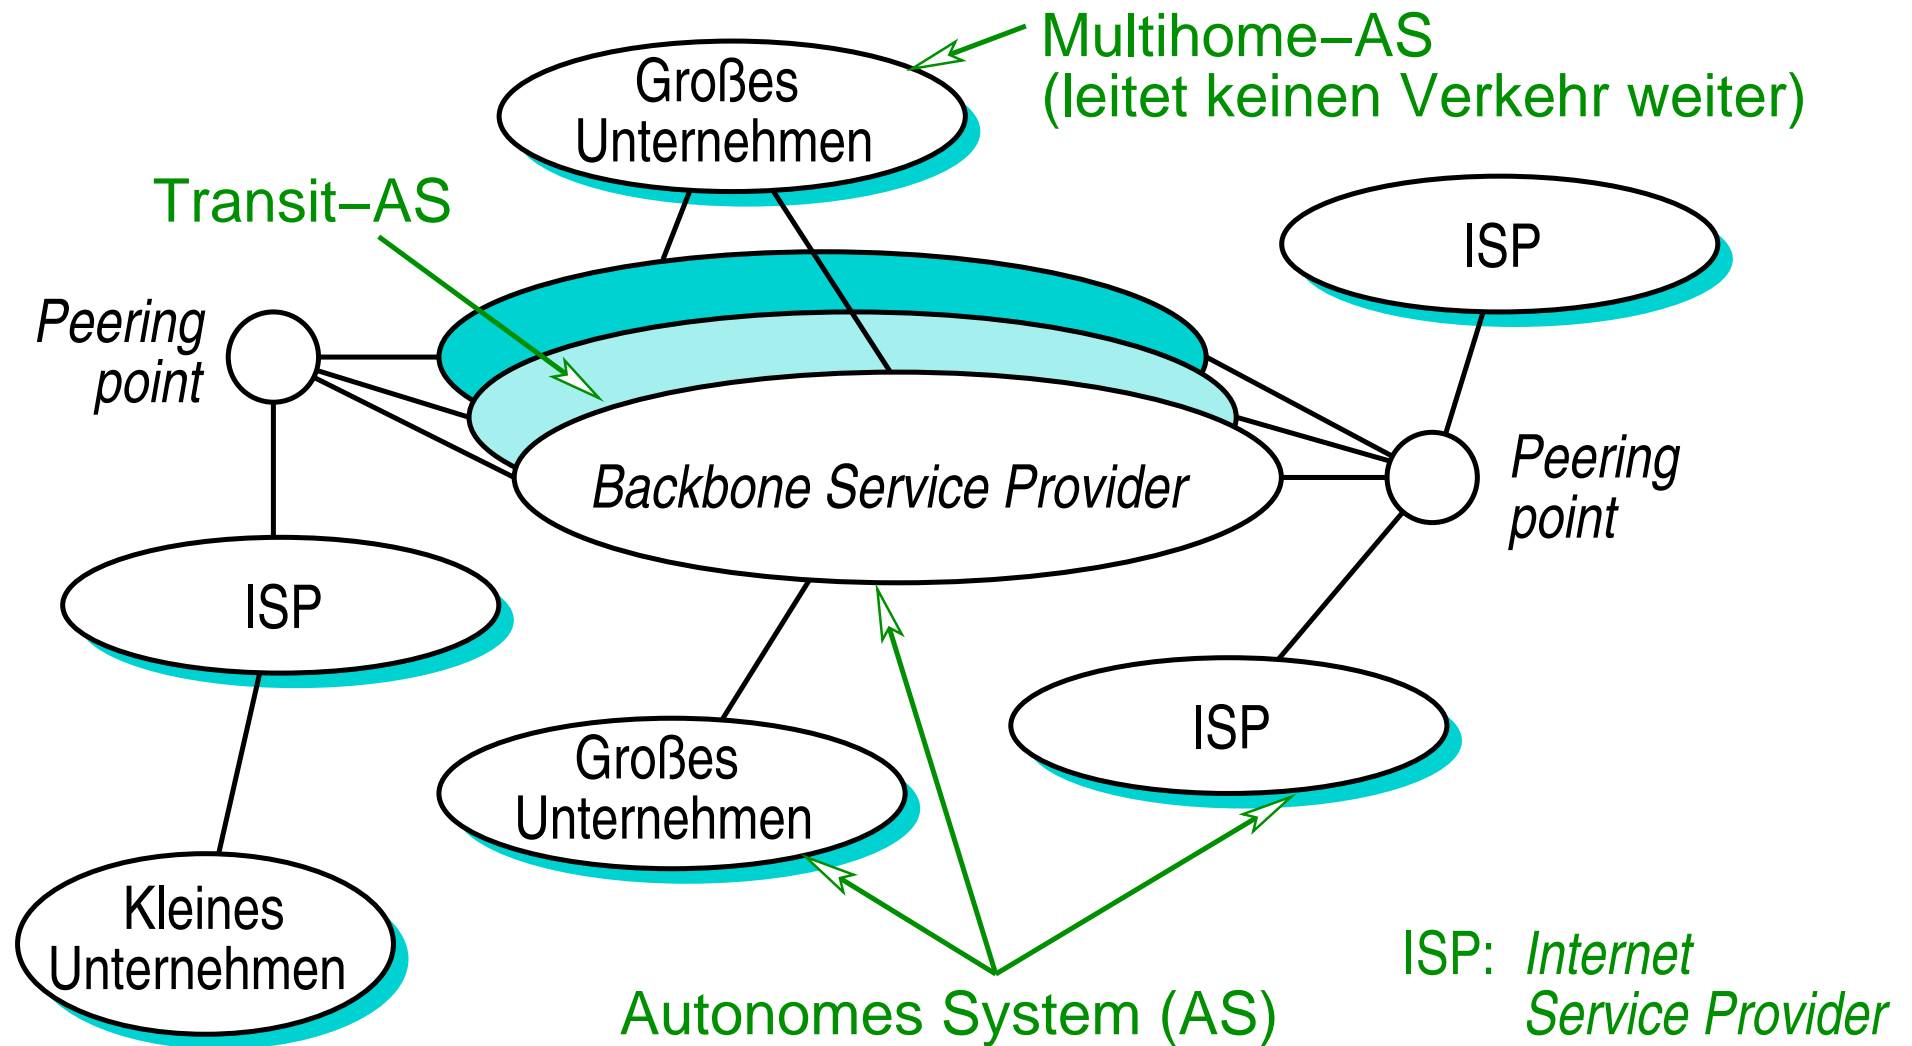 Multihome–AS
(leitet keinen Verkehr weiter)
Großes
Unternehmen
Transit–AS
ISP
Peering
point
Backbone Service Provider
Peering
point
ISP
ISP
Großes
Unternehmen
Kleines
Unternehmen
Autonomes System (AS)
ISP: Internet
Service Provider